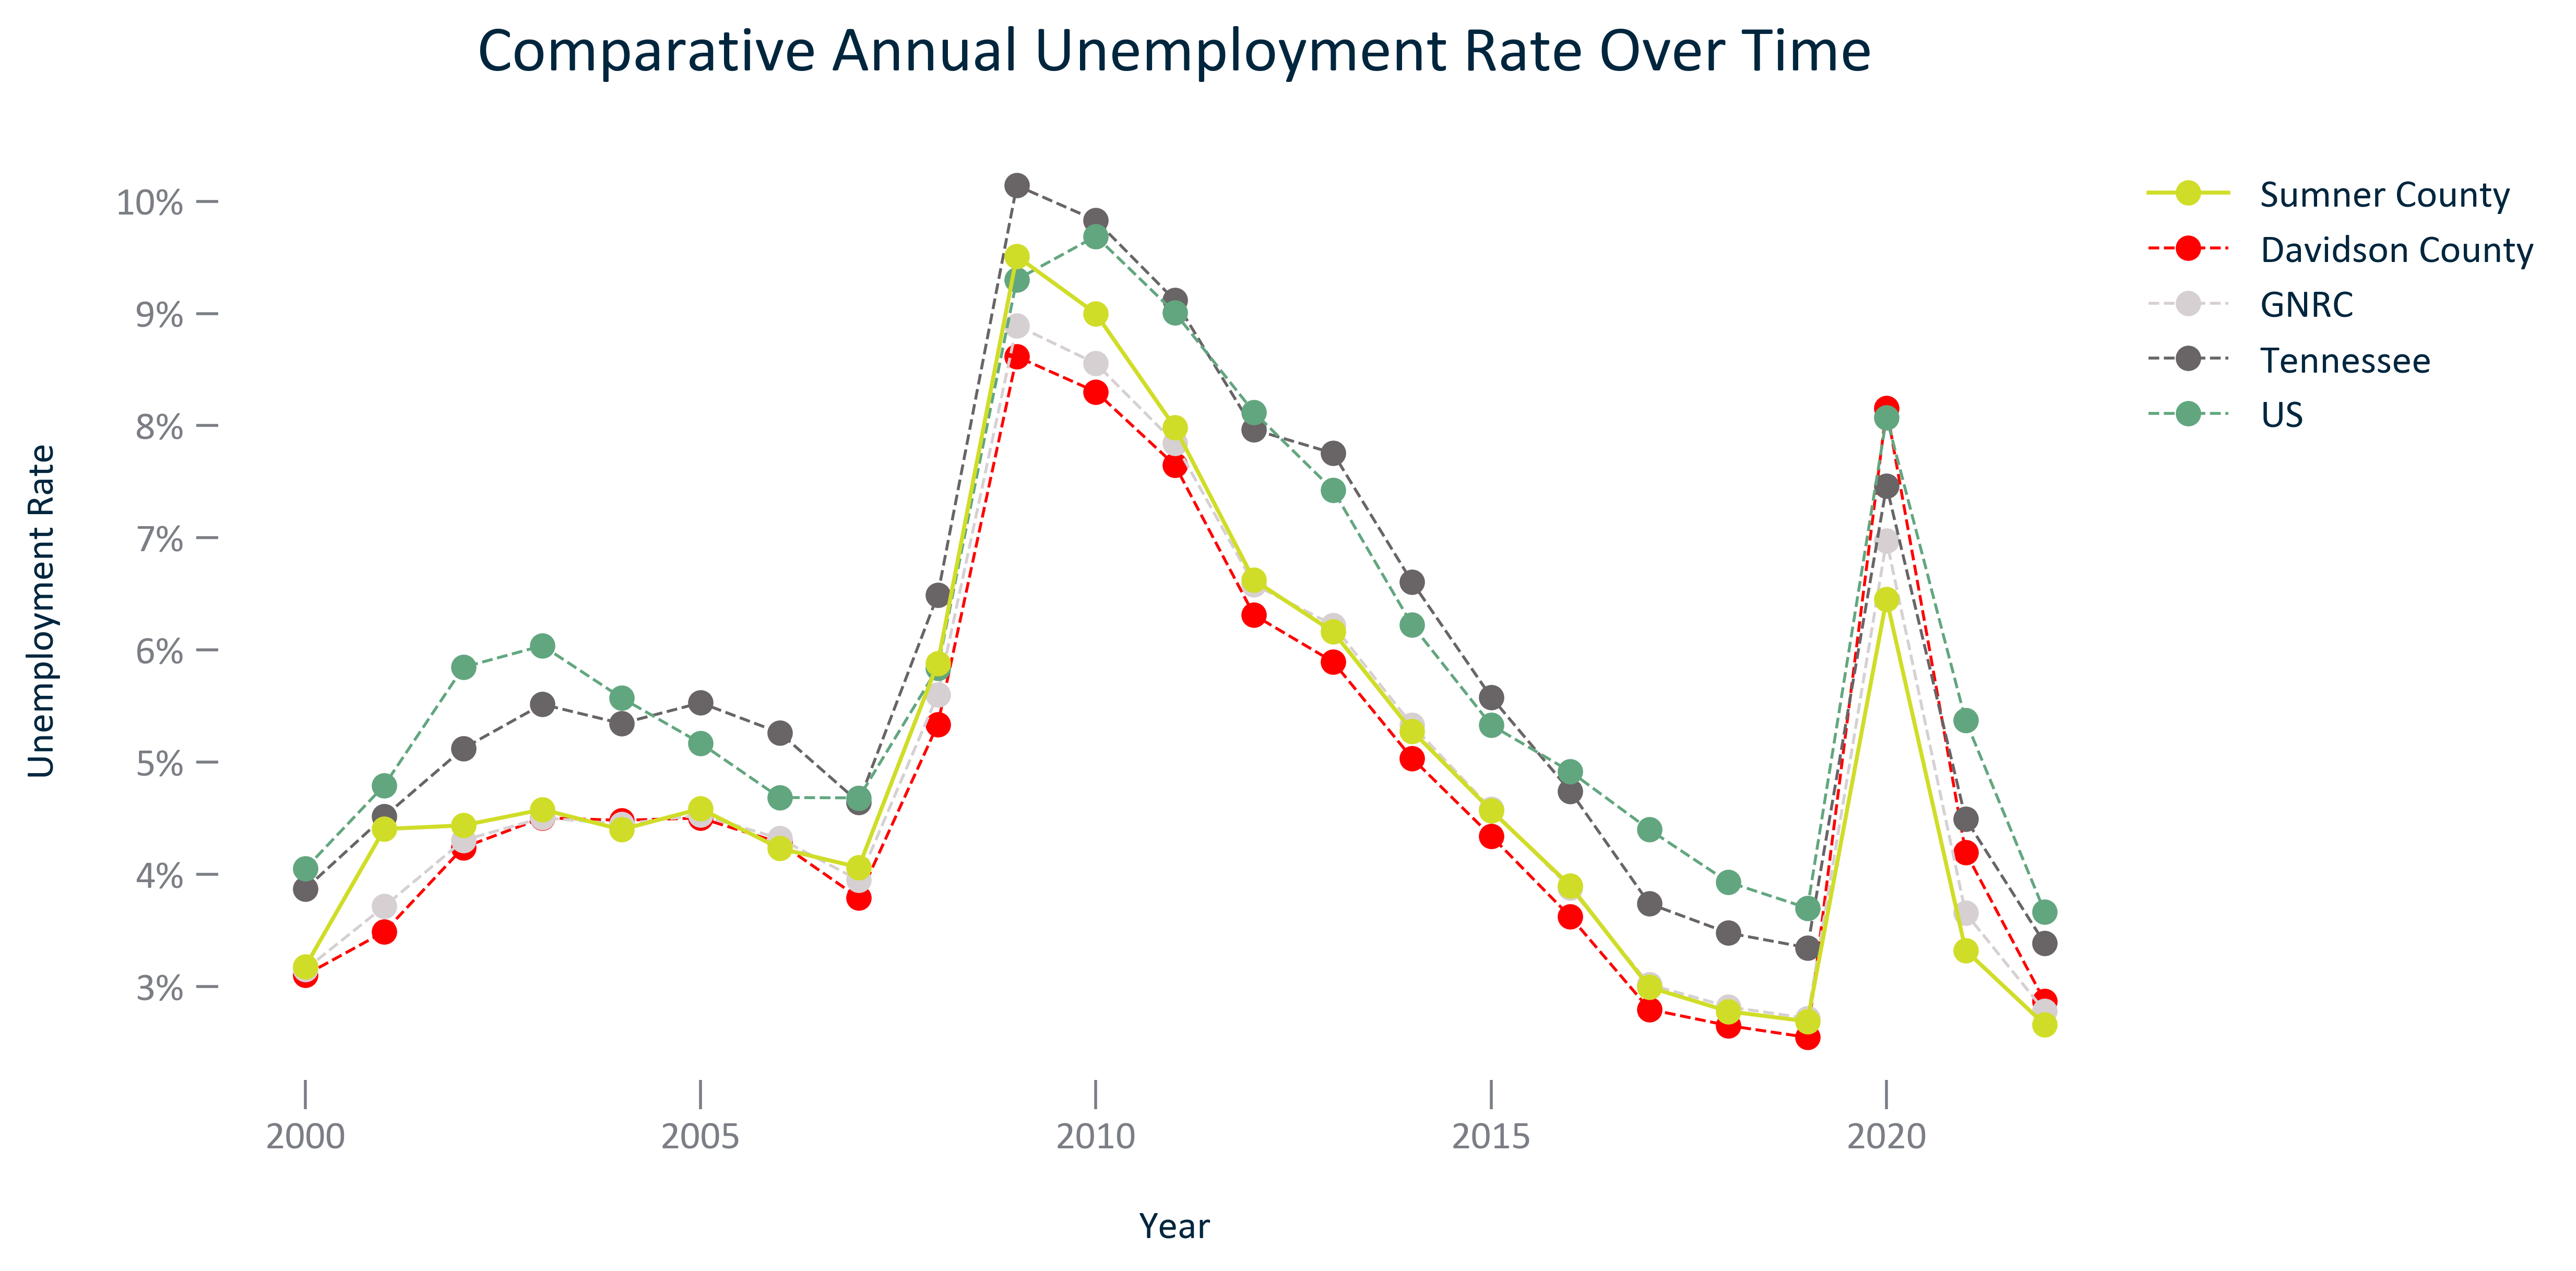 Comparative Annual Unemployment Rate Over Time
10%
9%
8%
7%
6%
5%
4%
3%
Unemployment Rate
2000
2005
2010
2015
2020
Year
Sumner County
Davidson County
GNRC
Tennessee
US